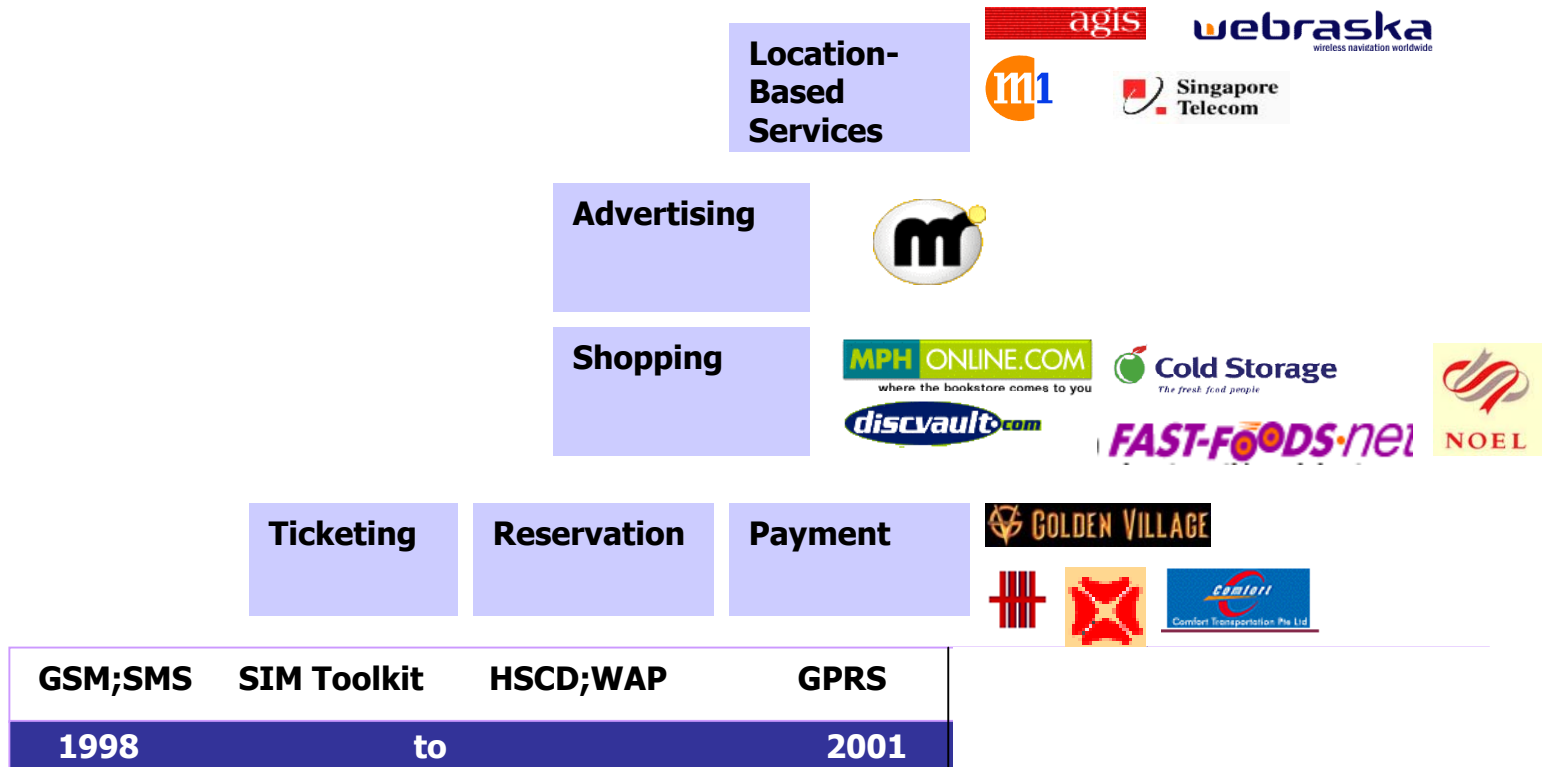 agis
webraska
wireless navigation worldwide
Location-
Based
Services
m1
Singapore
Telecom
Advertising
m
Shopping
MPH ONLINE.COM
where the bookstore comes to you
Cold Storage
The fresh food people
discvault.com
FAST-FOODS.net
NOEL
Ticketing
Reservation
Payment
GOLDEN VILLAGE
Comfort
Comfort Transportation Pte Ltd
GSM;SMS SIM Toolkit HSCD;WAP GPRS
1998 to 2001